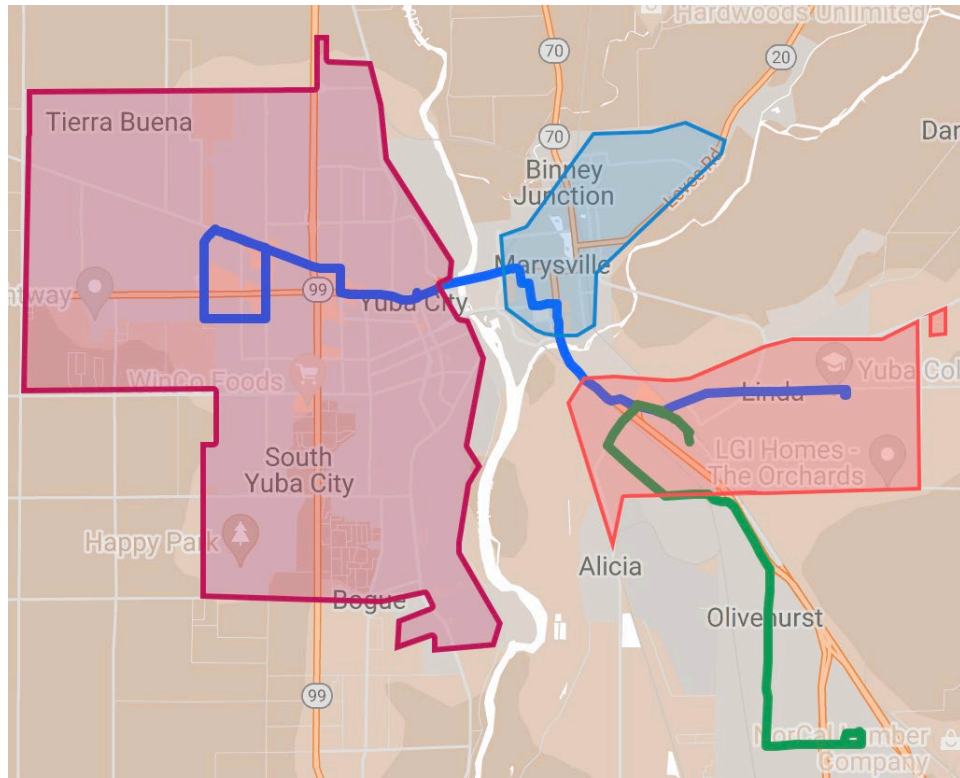 Hardwoods Unlimited
70
20
Tierra Buena
70
Dar
Binney
Junction
Levee Rd
Marysville
ntway
99
Yuba City
WinCo Foods
Linda
Yuba Col
LGI Homes -
The Orchards
South
Yuba City
Happy Park
Alicia
Bogue
Olivehurst
99
NorCal Lumber
Company